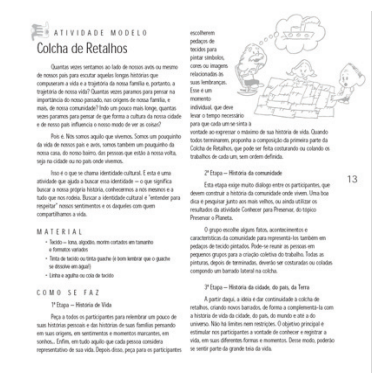 ATIVIDADE MODELO
Colcha de Retalhos
Quantas vezes sentamos ao lado de nossos avós ou mesmo
de nossos pais para escutar aquelas longas histórias que
compuseram a vida e a trajetória da nossa família e, portanto, a
trajetória de nossa vida? Quantas vezes paramos para pensar na
importância do nosso passado, nas origens de nossa família, e
mais, de nossa comunidade? Indo um pouco mais longe, quantas
vezes paramos para pensar de que forma a cultura da nossa cidade
e de nosso país influencia o nosso modo de ver as coisas?
Pois é. Nós somos aquilo que vivemos. Somos um pouquinho
da vida de nossos pais e avós, somos também um pouquinho da
nossa casa, do nosso bairro, das pessoas que estão à nossa volta,
seja na cidade ou no país onde vivemos.
Isso é o que se chama identidade cultural. E esta é uma
atividade que ajuda a buscar essa identidade – o que significa
buscar a nossa própria história, conhecermos a nós mesmos e a
tudo que nos rodeia. Buscar a identidade cultural é "entender para
respeitar" nossos sentimentos e os daqueles com quem
compartilhamos a vida.
MATERIAL
• Tecido – lona, algodão, morim cortados em tamanho
e formatos variados
• Tinta de tecido ou tinta guache (é bom lembrar que o guache
se dissolve em água)
• Linha e agulha ou cola de tecido
COMO SE FAZ
1ª Etapa – História de Vida
Peça a todos os participantes para relembrar um pouco de
suas histórias pessoais e das histórias de suas famílias pensando
em suas origens, em sentimentos e momentos marcantes, em
sonhos... Enfim, em tudo aquilo que cada pessoa considera
representativo de sua vida. Depois disso, peça para os participantes
escolherem
pedaços de
tecidos para
pintar símbolos,
cores ou imagens
relacionadas às
suas lembranças.
Esse é um
momento
individual, que deve
levar o tempo necessário
para que cada um se sinta à
vontade ao expressar o máximo de sua história de vida. Quando
todos terminarem, proponha a composição da primeira parte da
Colcha de Retalhos, que pode ser feita costurando ou colando os
trabalhos de cada um, sem ordem definida.
2ª Etapa – História da comunidade
Esta etapa exige muito diálogo entre os participantes, que
devem construir a história da comunidade onde vivem. Uma boa
dica é pesquisar junto aos mais velhos, ou ainda utilizar os
resultados da atividade Conhecer para Preservar, do tópico
Preservar o Planeta.
O grupo escolhe alguns fatos, acontecimentos e
características da comunidade para representá-los também em
pedaços de tecido pintados. Pode-se reunir as pessoas em
pequenos grupos para a criação coletiva do trabalho. Todas as
pinturas, depois de terminadas, deverão ser costuradas ou coladas
compondo um barrado lateral na colcha.
3ª Etapa – História da cidade, do país, da Terra
A partir daqui, a ideia é dar continuidade à colcha de
retalhos, criando novos barrados, de forma a complementá-la com
a história da vida da cidade, do país, do mundo e até a do
universo. Não há limites nem restrições. O objetivo principal é
estimular nos participantes a vontade de conhecer e registrar a
vida, em suas diferentes formas e momentos. Desse modo, poderão
se sentir parte da grande teia da vida.
13